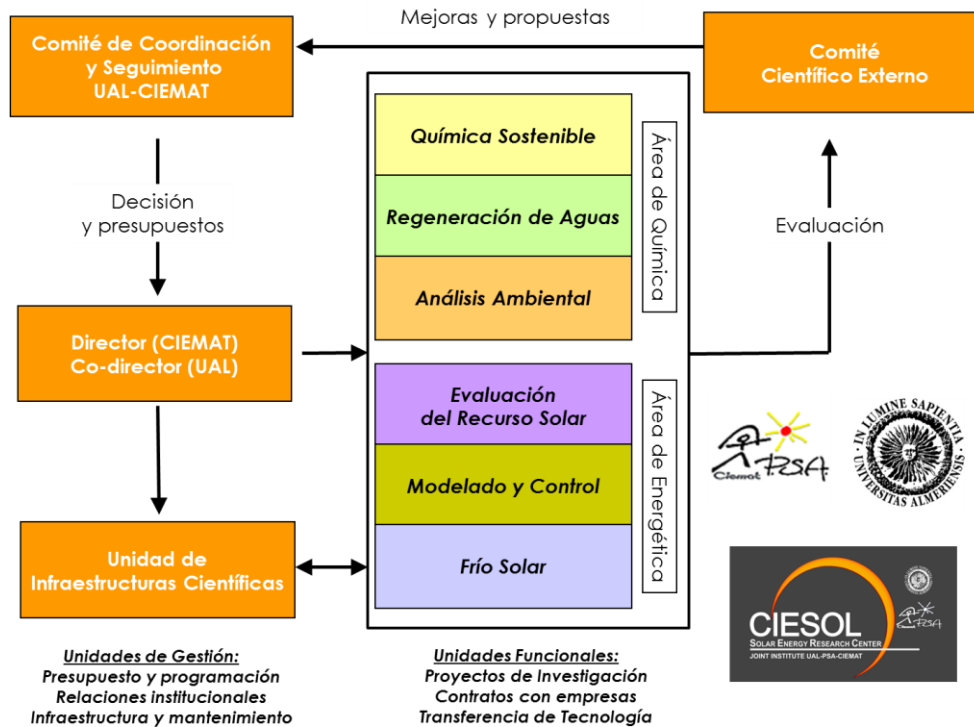 Mejoras y propuestas
Comité de Coordinación
y Seguimiento
UAL-CIEMAT
Comité
Científico Externo
Decisión
y presupuestos
Director (CIEMAT)
Co-director (UAL)
Unidad de
Infraestructuras Científicas
Química Sostenible
Regeneración de Aguas
Análisis Ambiental
Área de Química
Evaluación
del Recurso Solar
Modelado y Control
Frío Solar
Área de Energética
Evaluación
Ciemat PSA
IN LUMINE SAPIENTIA
UNIVERSITAS ALMERIENSIS
CIESOL
SOLAR ENERGY RESEARCH CENTER
JOINT INSTITUTE UAL-PSA-CIEMAT
PSA
Unidades de Gestión:
Presupuesto y programación
Relaciones institucionales
Infraestructura y mantenimiento
Unidades Funcionales:
Proyectos de Investigación
Contratos con empresas
Transferencia de Tecnología